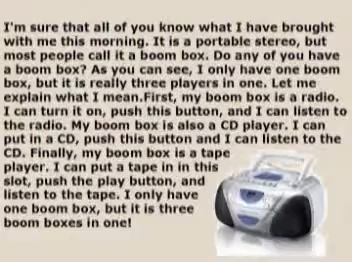 I'm sure that all of you know what I have brought
with me this morning. It is a portable stereo, but
most people call it a boom box. Do any of you have
a boom box? As you can see, I only have one boom
box, but it is really three players in one. Let me
explain what I mean.First, my boom box is a radio.
I can turn it on, push this button, and I can listen to
the radio. My boom box is also a CD player. I can
put in a CD, push this button and I can listen to the
CD. Finally, my boom box is a tape
player. I can put a tape in in this
slot, push the play button, and
listen to the tape. I only have
one boom box, but it is three
boom boxes in one!